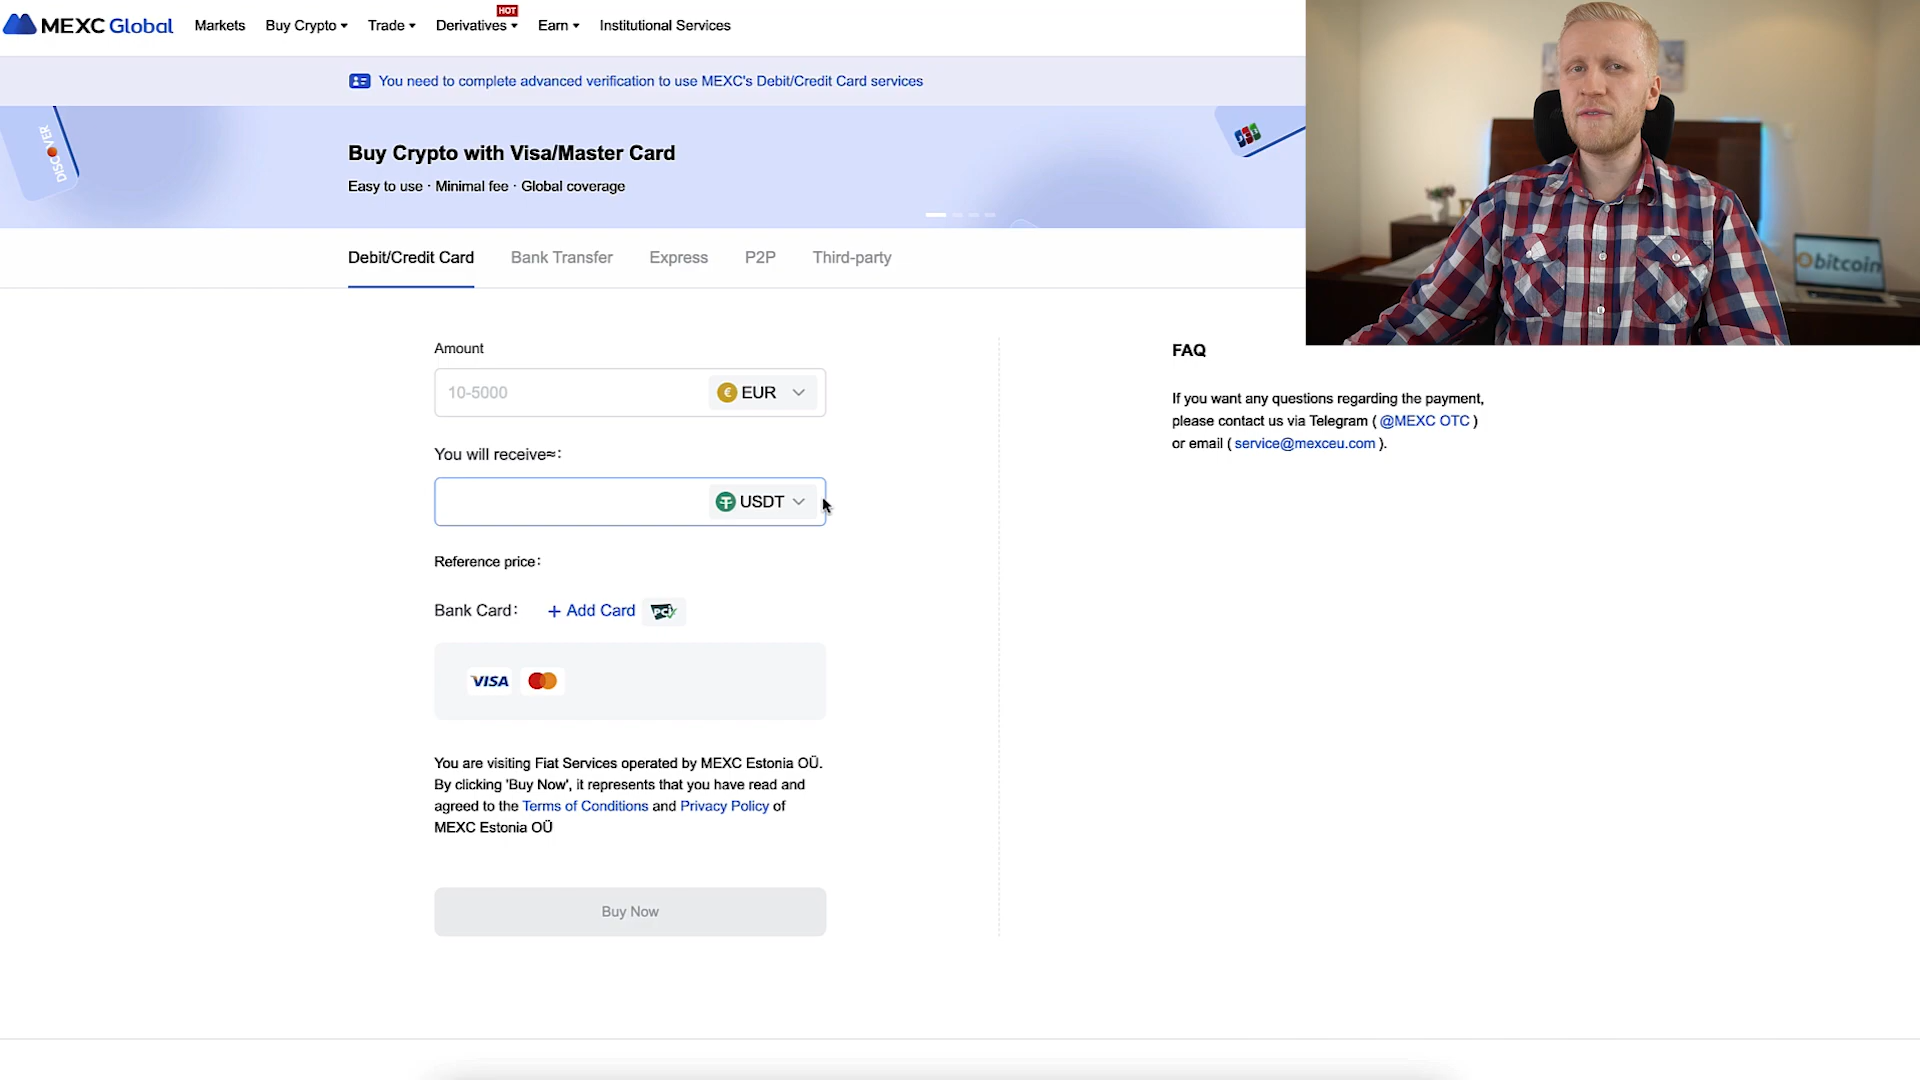 MEXC Global
Markets
Buy Crypto
Trade
Derivatives
HOT
Earn
Institutional Services
You need to complete advanced verification to use MEXC's Debit/Credit Card services
DISCOVER
JCB
Buy Crypto with Visa/Master Card
Easy to use · Minimal fee · Global coverage
Debit/Credit Card
Bank Transfer
Express
P2P
Third-party
bitcoin
Amount
10-5000
€ EUR
You will receive≈:
USDT
Reference price:
Bank Card: + Add Card PCI
VISA
You are visiting Fiat Services operated by MEXC Estonia OÜ.
By clicking 'Buy Now', it represents that you have read and
agreed to the Terms of Conditions and Privacy Policy of
MEXC Estonia OÜ
Buy Now
FAQ
If you want any questions regarding the payment,
please contact us via Telegram ( @MEXC OTC )
or email ( service@mexceu.com ).